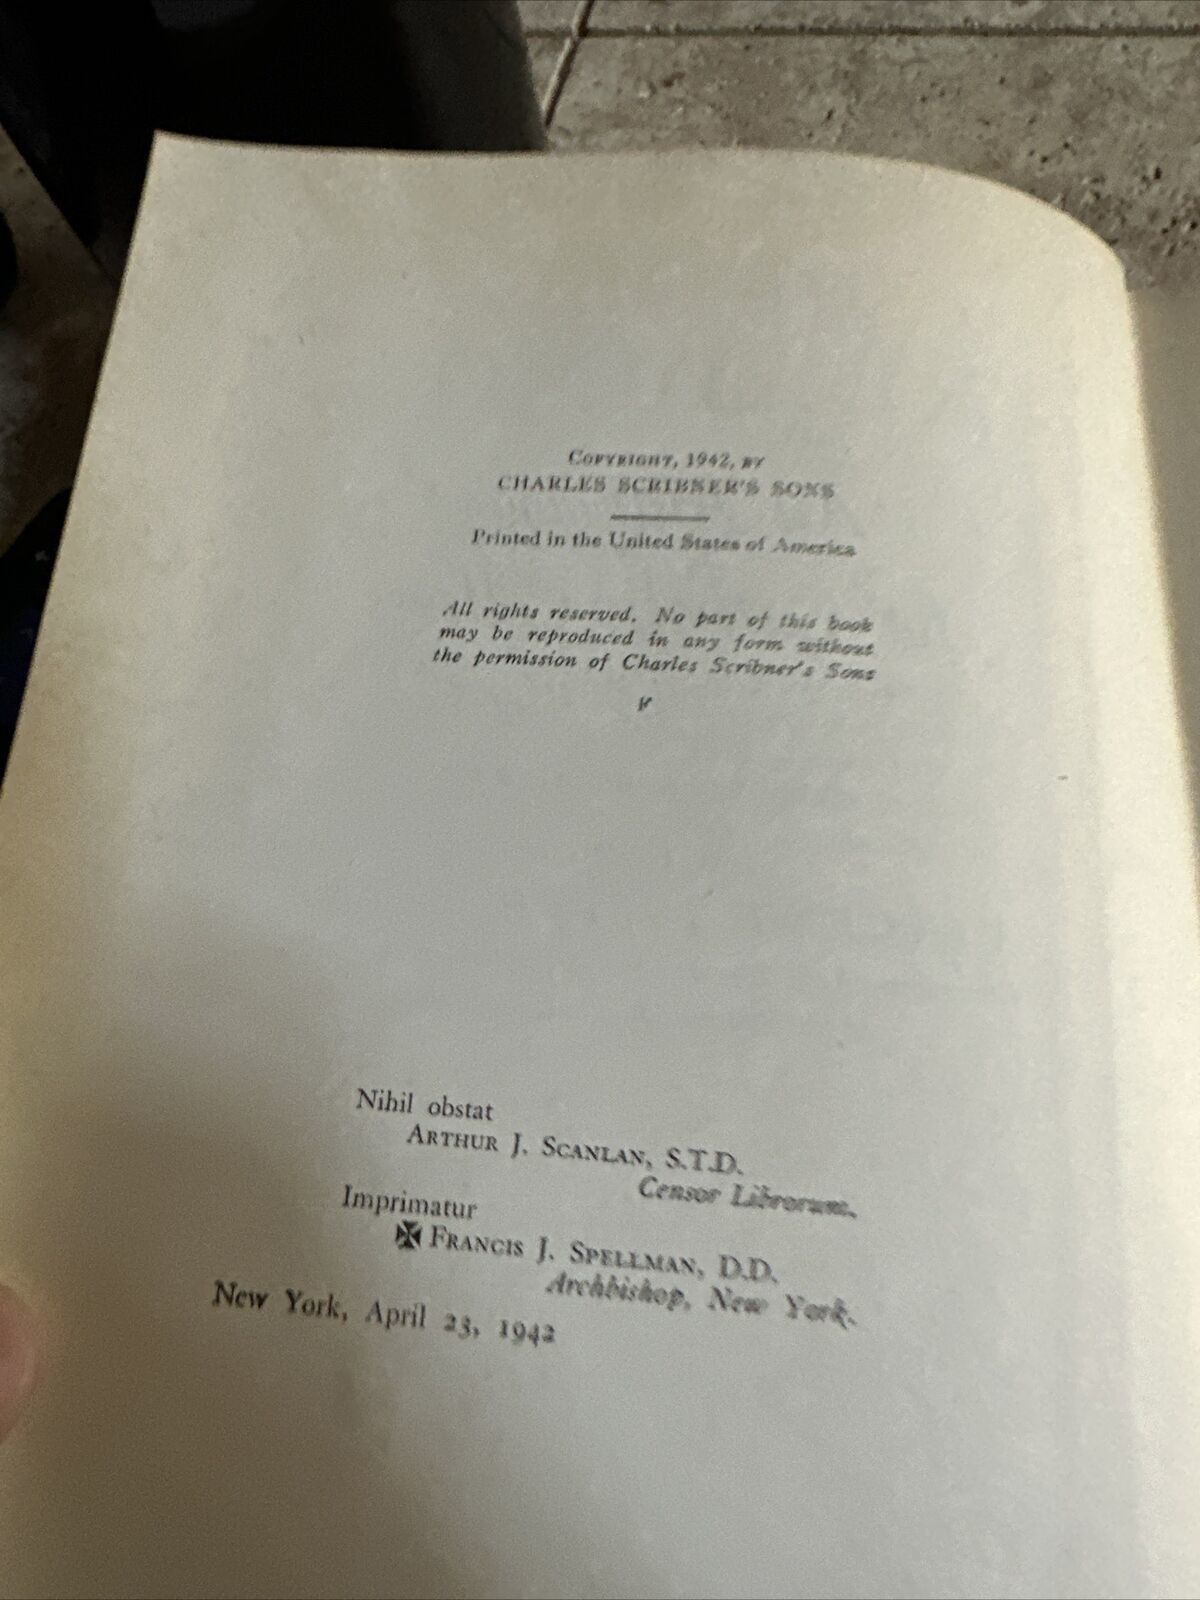 COPYRIGHT, 1942, BY
CHARLES SCRIBNER'S SONS
Printed in the United States of America
All rights reserved. No part of this book
may be reproduced in any form without
the permission of Charles Scribner's Sons
Nihil obstat
ARTHUR J. SCANLAN, S.T.D.
Censor Librorum.
Imprimatur
✠ FRANCIS J. SPELLMAN, D.D.
Archbishop, New York.
New York, April 23, 1942